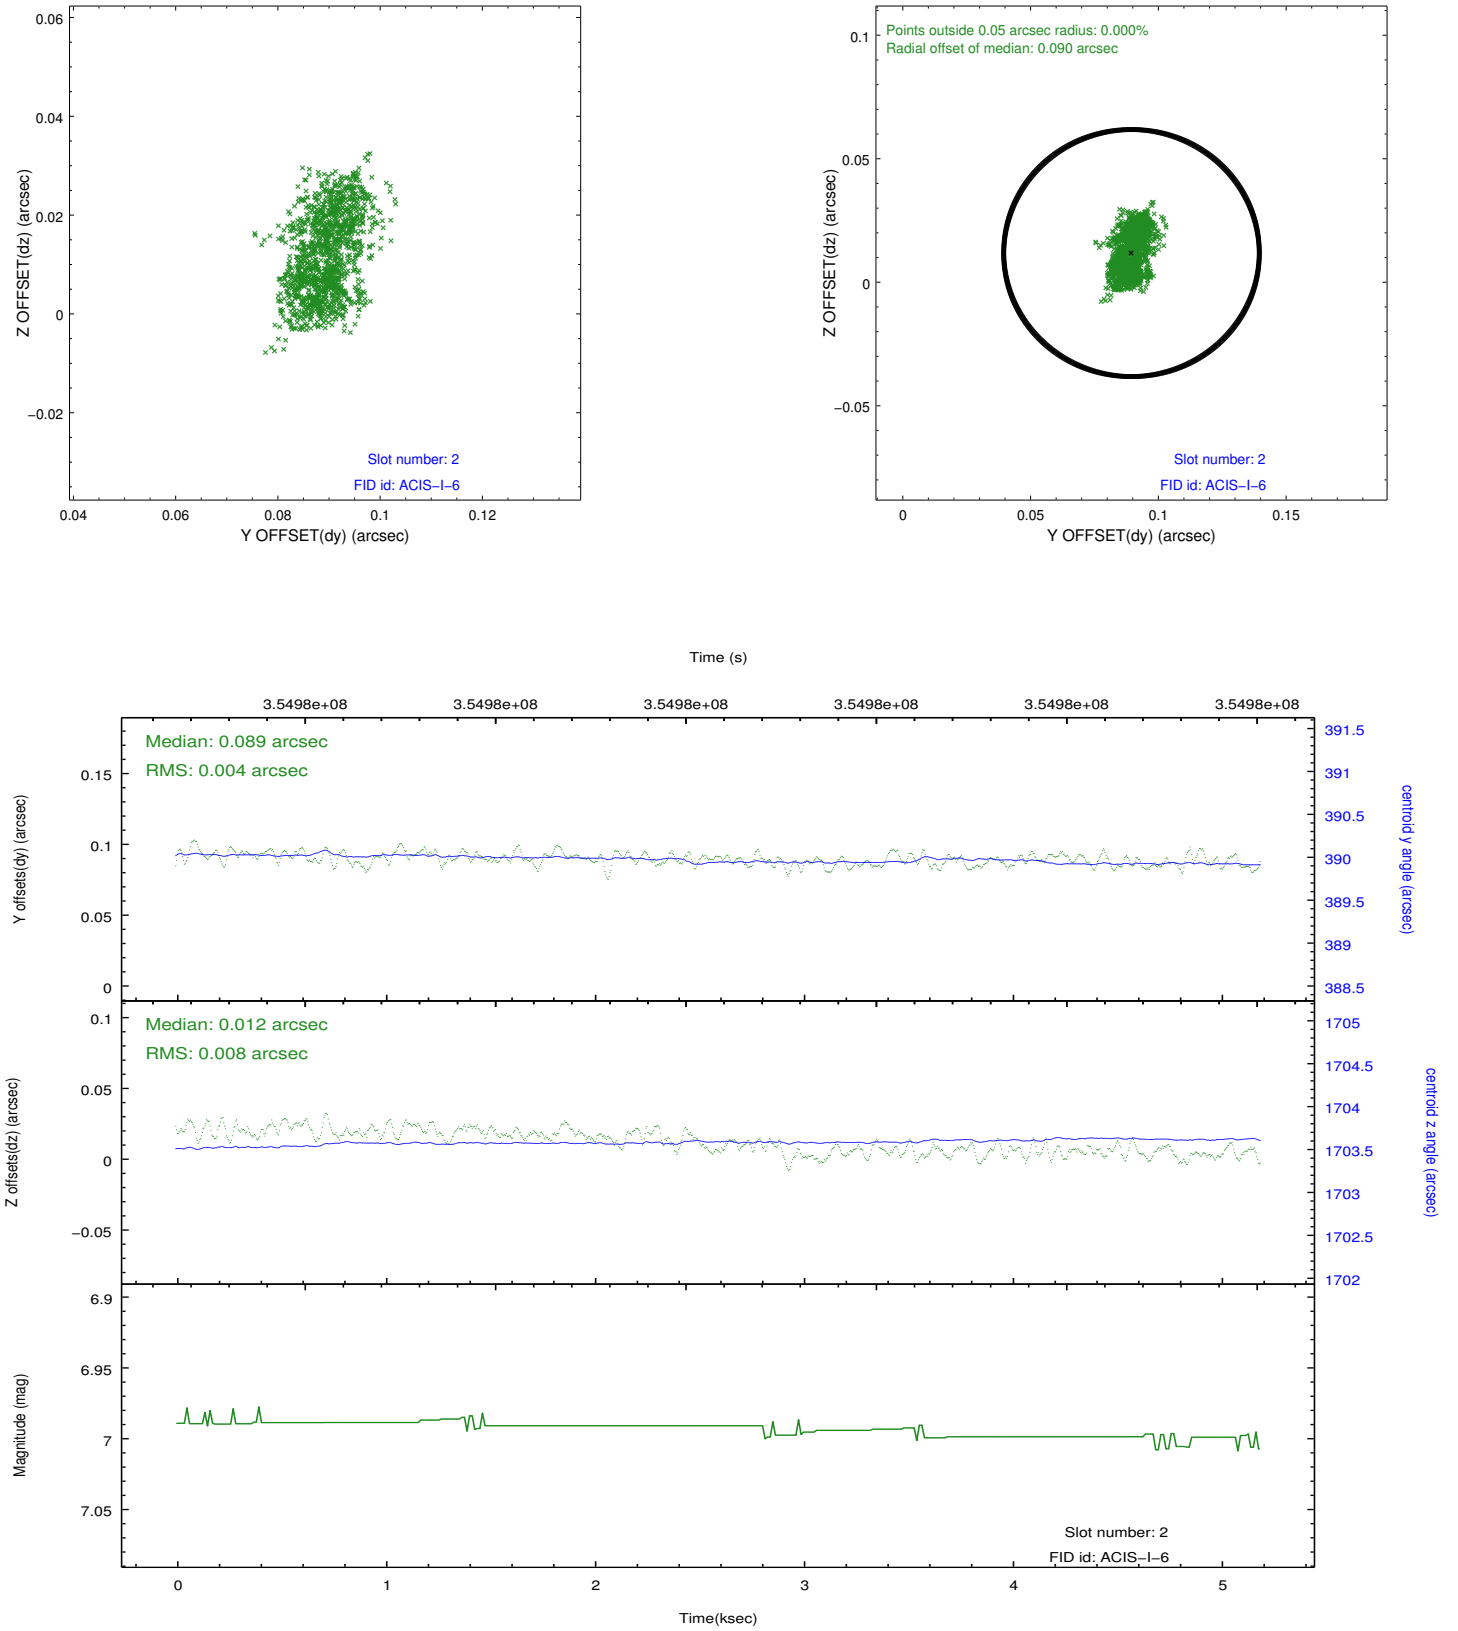 0.06
0.04
0.02
0
−0.02
Z OFFSET(dz) (arcsec)
Slot number: 2
FID id: ACIS−I−6
0.04
0.06
0.08
0.1
0.12
Y OFFSET(dy) (arcsec)
Points outside 0.05 arcsec radius: 0.000%
Radial offset of median: 0.090 arcsec
0.1
0.05
0
−0.05
Z OFFSET(dz) (arcsec)
Slot number: 2
FID id: ACIS−I−6
0
0.05
0.1
0.15
Y OFFSET(dy) (arcsec)
Time (s)
3.5498e+08
3.5498e+08
3.5498e+08
3.5498e+08
3.5498e+08
3.5498e+08
Median: 0.089 arcsec
RMS: 0.004 arcsec
0.15
0.1
0.05
0
Y offsets(dy) (arcsec)
391.5
391
390.5
390
389.5
389
388.5
centroid y angle (arcsec)
Median: 0.012 arcsec
RMS: 0.008 arcsec
0.1
0.05
0
−0.05
Z offsets(dz) (arcsec)
1705
1704.5
1704
1703.5
1703
1702.5
1702
centroid z angle (arcsec)
6.9
6.95
7
7.05
Magnitude (mag)
Slot number: 2
FID id: ACIS−I−6
0
1
2
3
4
5
Time(ksec)